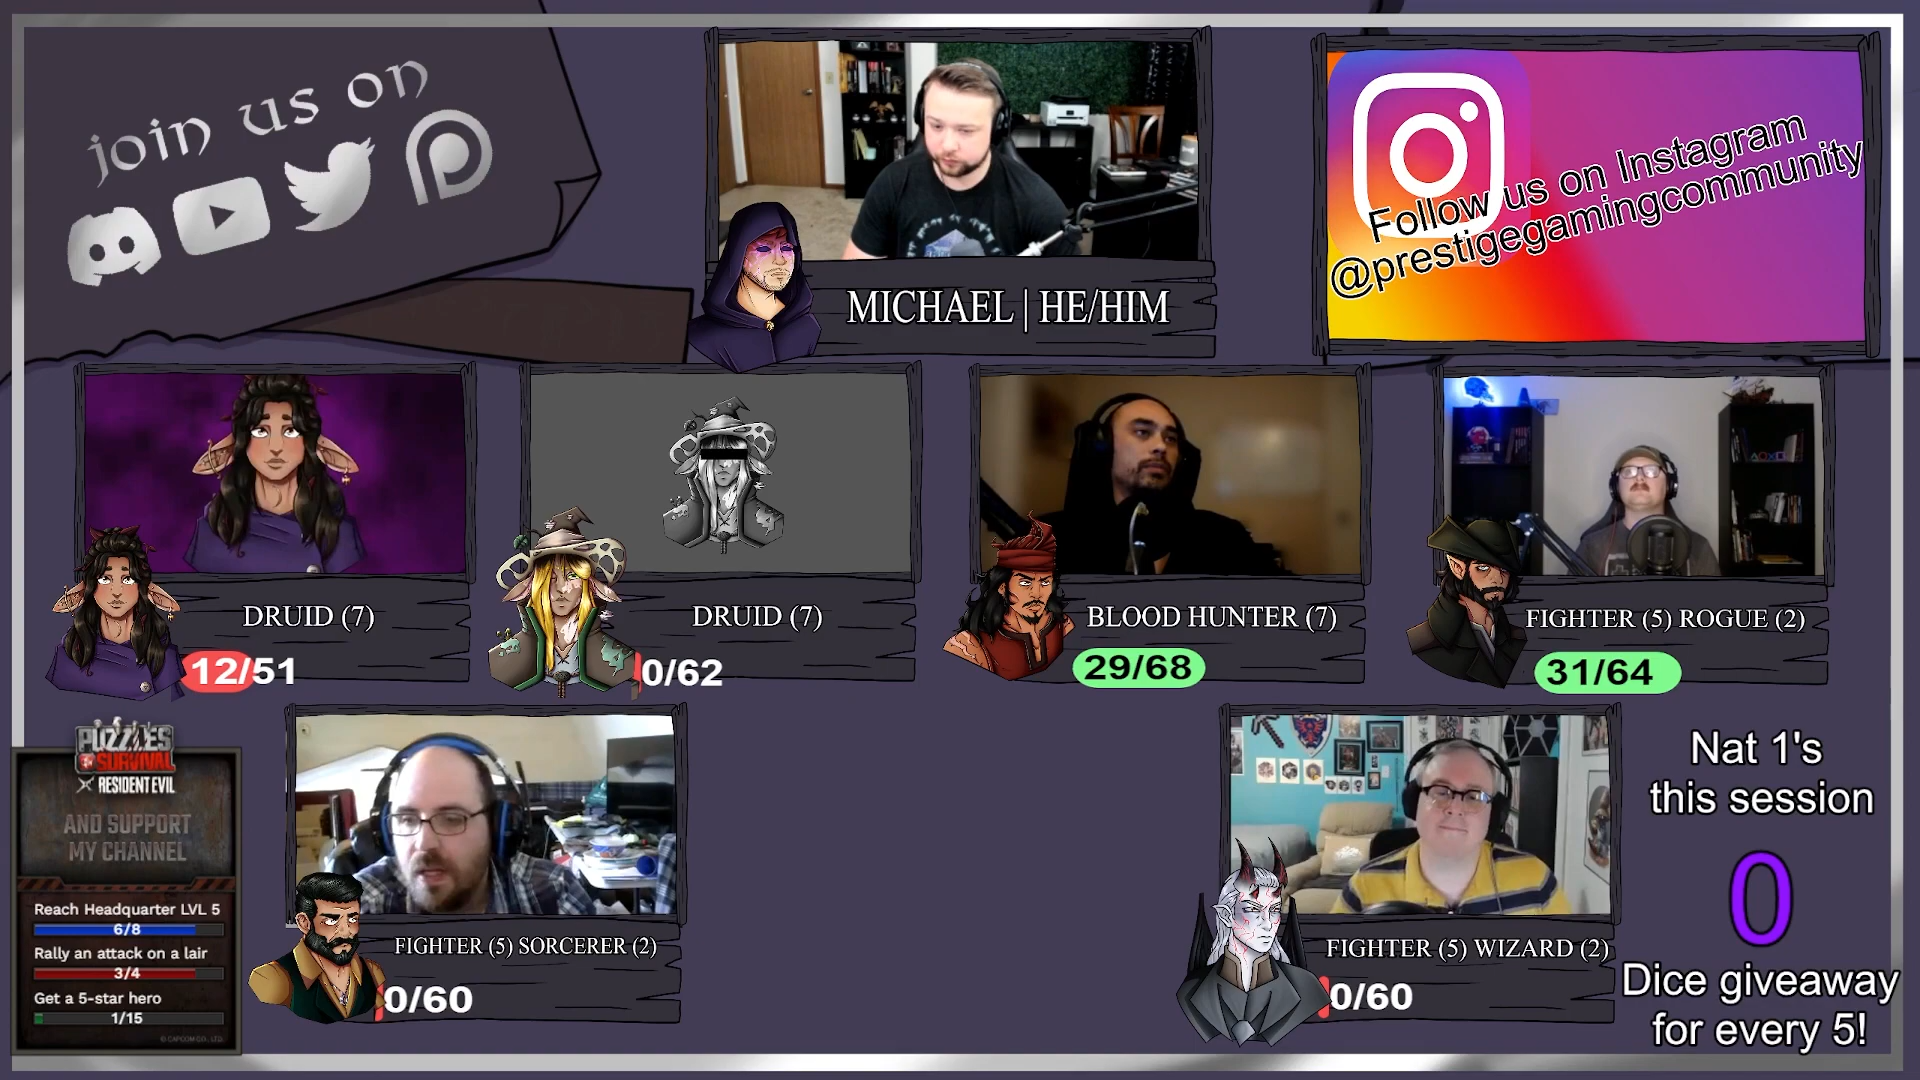 join us on
MICHAEL | HE/HIM
Follow us on Instagram
@prestigegamingcommunity
DRUID (7)
12/51
DRUID (7)
0/62
BLOOD HUNTER (7)
29/68
FIGHTER (5) ROGUE (2)
31/64
PUZZLES
& SURVIVAL
X RESIDENT EVIL
AND SUPPORT
MY CHANNEL
Reach Headquarter LVL 5
6/8
Rally an attack on a lair
3/4
Get a 5-star hero
1/15
© CAPCOM CO., LTD.
FIGHTER (5) SORCERER (2)
0/60
FIGHTER (5) WIZARD (2)
0/60
Nat 1's
this session
0
Dice giveaway
for every 5!